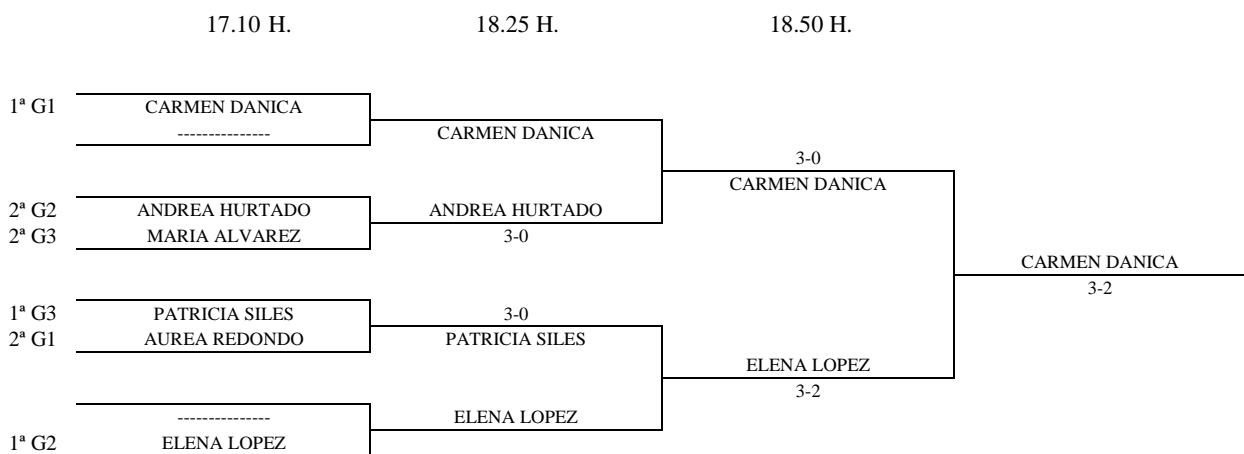 17.10 H. 18.25 H. 18.50 H.
1ª G1 CARMEN DANICA
--------------- CARMEN DANICA
3-0
CARMEN DANICA
2ª G2 ANDREA HURTADO ANDREA HURTADO
2ª G3 MARIA ALVAREZ 3-0
CARMEN DANICA
3-2
1ª G3 PATRICIA SILES 3-0
2ª G1 AUREA REDONDO PATRICIA SILES
ELENA LOPEZ
3-2
--------------- ELENA LOPEZ
1ª G2 ELENA LOPEZ